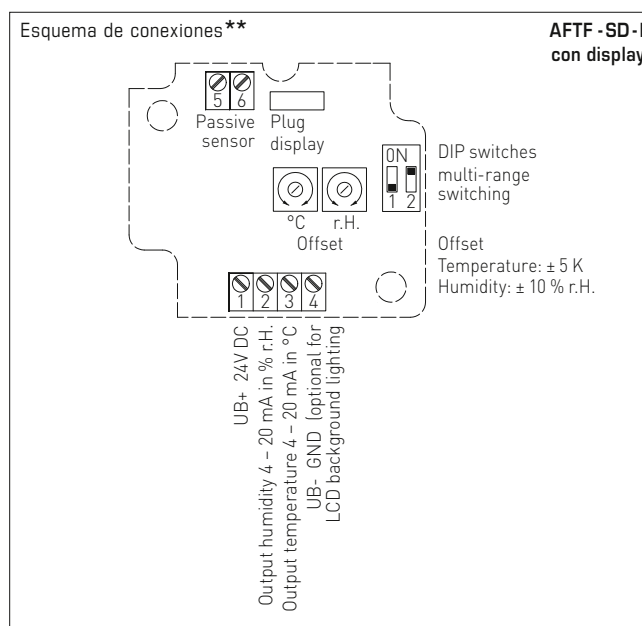 Esquema de conexiones**
AFTF - SD - I
con display
5 6
Passive
sensor
Plug
display
ON
1 2
DIP switches
multi-range
switching
°C r.H.
Offset
Offset
Temperature: ± 5 K
Humidity: ± 10 % r.H.
1 2 3 4
UB+ 24V DC
Output humidity 4 – 20 mA in % r.H.
Output temperature 4 – 20 mA in °C
UB- GND (optional for
LCD background lighting